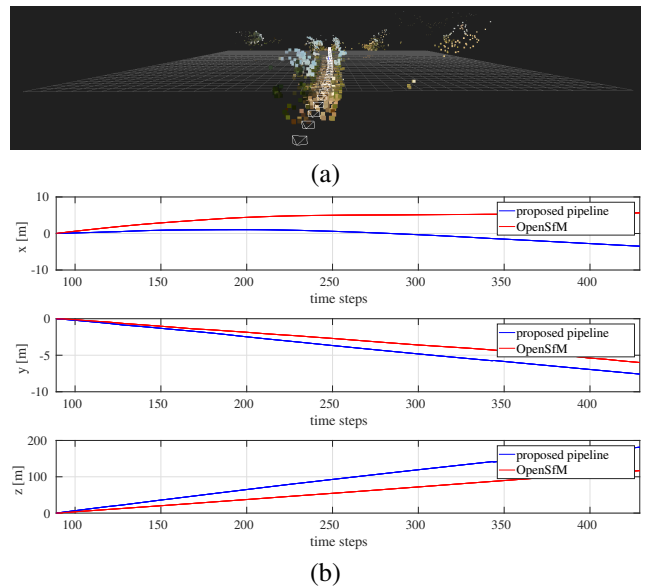 (a)
10
0
-10
x [m]
proposed pipeline
OpenSfM
100 150 200 250 300 350 400
time steps
0
-5
-10
y [m]
proposed pipeline
OpenSfM
100 150 200 250 300 350 400
time steps
200
100
0
z [m]
proposed pipeline
OpenSfM
100 150 200 250 300 350 400
time steps
(b)